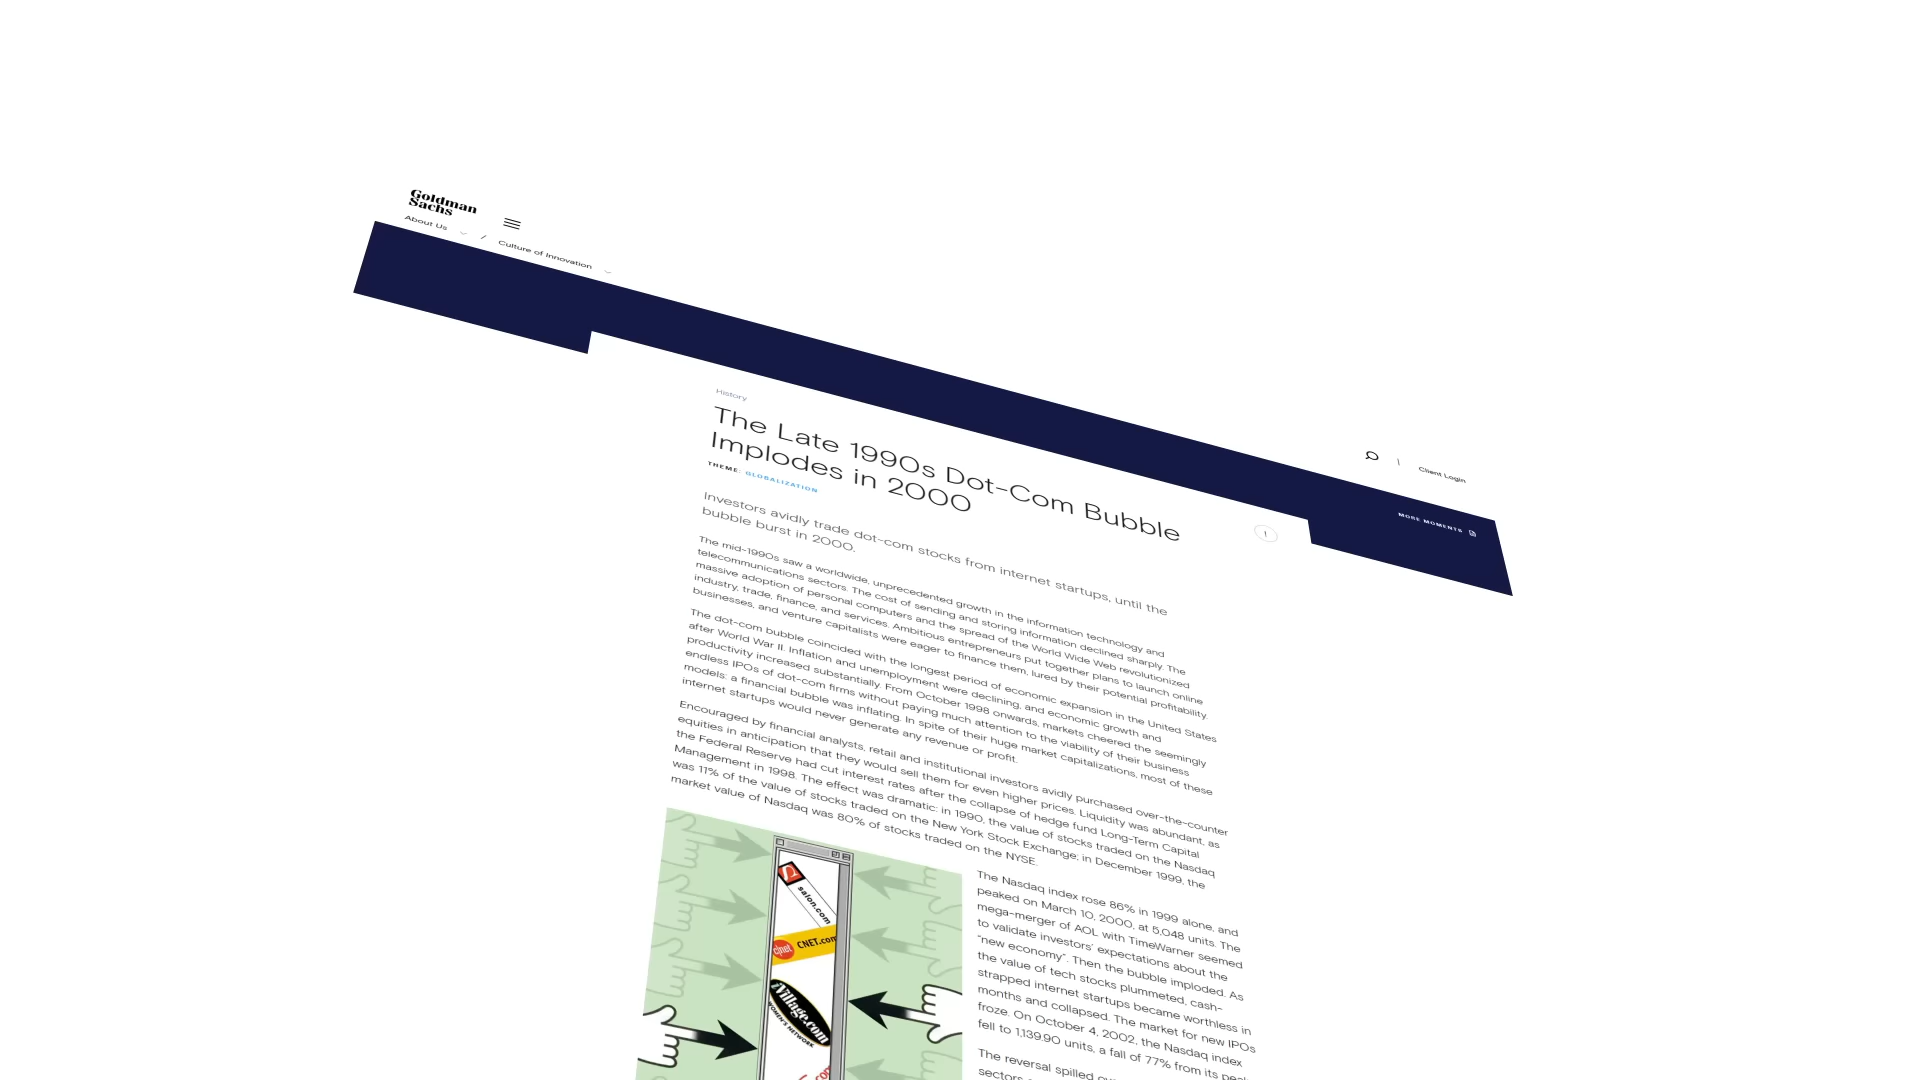 Goldman
Sachs
About Us / Culture of Innovation
Client Login
MORE MOMENTS
History
The Late 1990s Dot-Com Bubble
Implodes in 2000
THEME: GLOBALIZATION
Investors avidly trade dot-com stocks from internet startups, until the
bubble burst in 2000.
The mid-1990s saw a worldwide, unprecedented growth in the information technology and
telecommunications sectors. The cost of sending and storing information declined sharply. The
massive adoption of personal computers and the spread of the World Wide Web revolutionized
industry, trade, finance, and services. Ambitious entrepreneurs put together plans to launch online
businesses, and venture capitalists were eager to finance them, lured by their potential profitability.
The dot-com bubble coincided with the longest period of economic expansion in the United States
after World War II. Inflation and unemployment were declining, and economic growth and
productivity increased substantially. From October 1998 onwards, markets cheered the seemingly
endless IPOs of dot-com firms without paying much attention to the viability of their business
models: a financial bubble was inflating. In spite of their huge market capitalizations, most of these
internet startups would never generate any revenue or profit.
Encouraged by financial analysts, retail and institutional investors avidly purchased over-the-counter
equities in anticipation that they would sell them for even higher prices. Liquidity was abundant, as
the Federal Reserve had cut interest rates after the collapse of hedge fund Long-Term Capital
Management in 1998. The effect was dramatic: in 1990, the value of stocks traded on the Nasdaq
was 11% of the value of stocks traded on the New York Stock Exchange; in December 1999, the
market value of Nasdaq was 80% of stocks traded on the NYSE.
salon.com
c|net CNET.com
iVillage.com
WOMEN'S NETWORK
The Nasdaq index rose 86% in 1999 alone, and
peaked on March 10, 2000, at 5,048 units. The
mega-merger of AOL with TimeWarner seemed
to validate investors' expectations about the
"new economy". Then the bubble imploded. As
the value of tech stocks plummeted, cash-
strapped internet startups became worthless in
months and collapsed. The market for new IPOs
froze. On October 4, 2002, the Nasdaq index
fell to 1,139.90 units, a fall of 77% from its peak
The reversal spilled
sectors